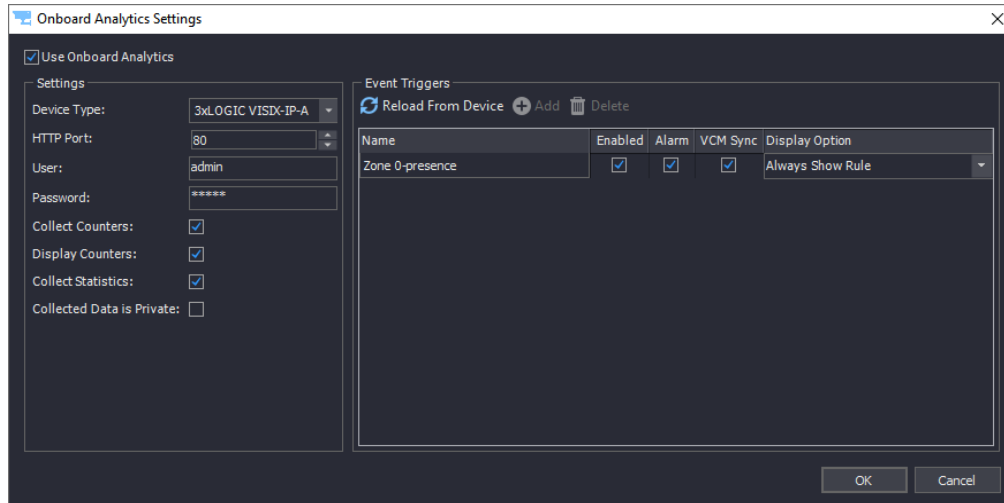 Onboard Analytics Settings
Use Onboard Analytics
Settings
Device Type: 3xLOGIC VISIX-IP-A
HTTP Port: 80
User: admin
Password: *****
Collect Counters:
Display Counters:
Collect Statistics:
Collected Data is Private:
Event Triggers
Reload From Device Add Delete
Name Enabled Alarm VCM Sync Display Option
Zone 0-presence Always Show Rule
OK Cancel